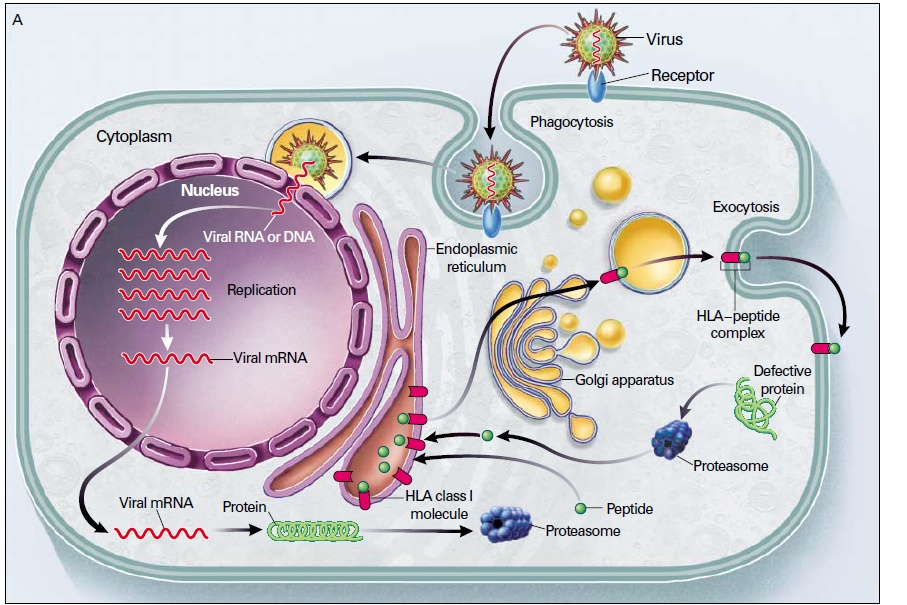 A
Virus
Receptor
Phagocytosis
Cytoplasm
Nucleus
Viral RNA or DNA
Exocytosis
Endoplasmic
reticulum
Replication
HLA–peptide
complex
Viral mRNA
Golgi apparatus
Defective
protein
Proteasome
HLA class I
molecule
Viral mRNA
Protein
Peptide
Proteasome